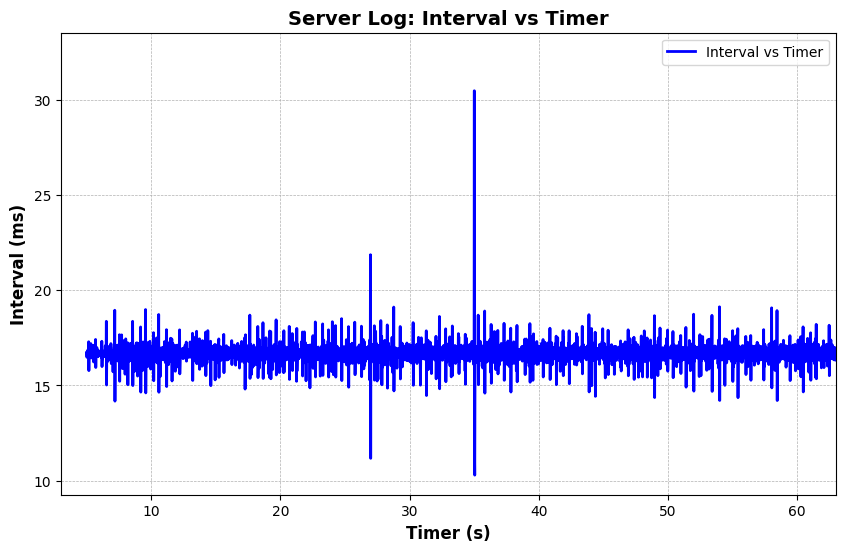 Server Log: Interval vs Timer
Interval vs Timer
30
25
20
15
10
Interval (ms)
10 20 30 40 50 60
Timer (s)